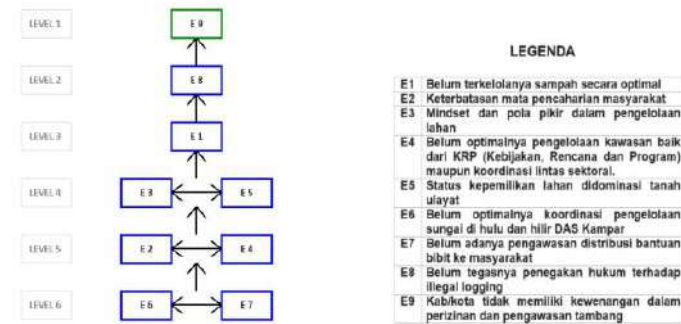 LEVEL 1
E 9
LEVEL 2
E 8
LEVEL 3
E 1
LEVEL 4
E 3
E 5
LEVEL 5
E 2
E 4
LEVEL 6
E 6
E 7
LEGENDA
E1 Belum terkelolanya sampah secara optimal
E2 Keterbatasan mata pencaharian masyarakat
E3 Mindset dan pola pikir dalam pengelolaan
lahan
E4 Belum optimalnya pengelolaan kawasan baik
dari KRP (Kebijakan, Rencana dan Program)
maupun koordinasi lintas sektoral.
E5 Status kepemilikan lahan didominasi tanah
ulayat
E6 Belum optimalnya koordinasi pengelolaan
sungai di hulu dan hilir DAS Kampar
E7 Belum adanya pengawasan distribusi bantuan
bibit ke masyarakat
E8 Belum tegasnya penegakan hukum terhadap
illegal logging
E9 Kab/kota tidak memiliki kewenangan dalam
perizinan dan pengawasan tambang